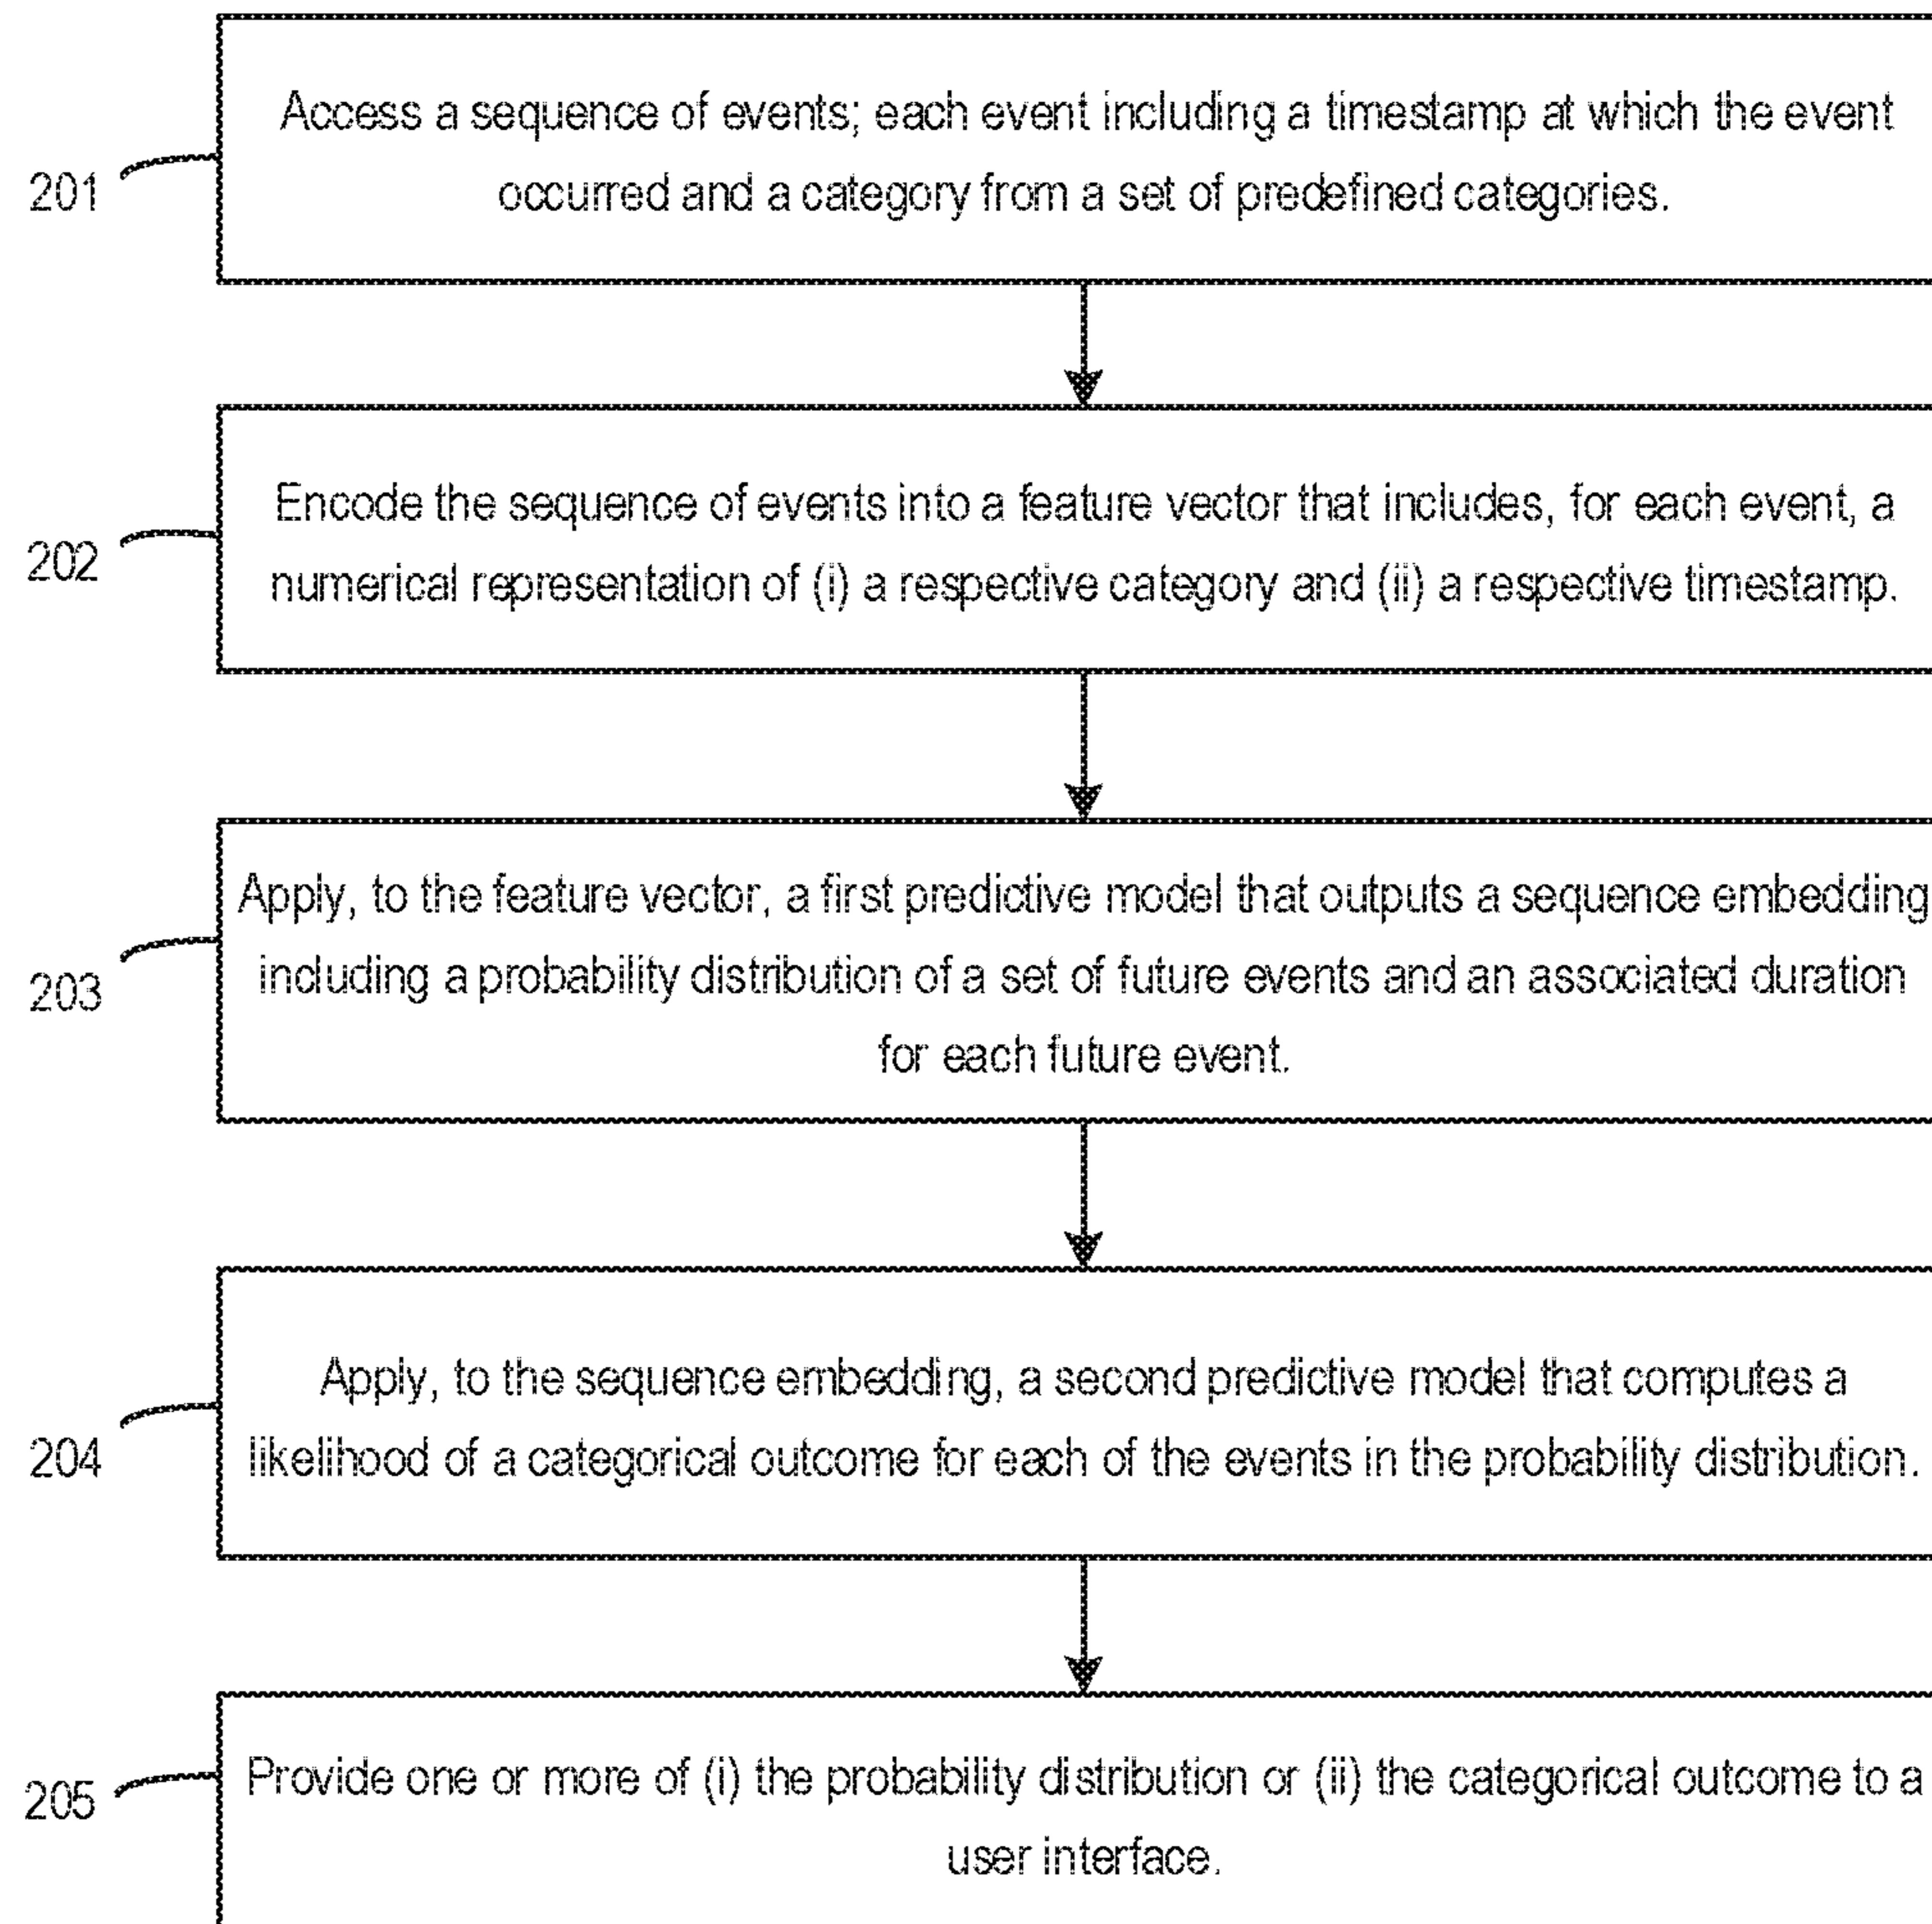 Access a sequence of events; each event including a timestamp at which the event
occurred and a category from a set of predefined categories.
201
Encode the sequence of events into a feature vector that includes, for each event, a
numerical representation of (i) a respective category and (ii) a respective timestamp.
202
Apply, to the feature vector, a first predictive model that outputs a sequence embedding
including a probability distribution of a set of future events and an associated duration
for each future event.
203
Apply, to the sequence embedding, a second predictive model that computes a
likelihood of a categorical outcome for each of the events in the probability distribution.
204
Provide one or more of (i) the probability distribution or (ii) the categorical outcome to a
user interface.
205